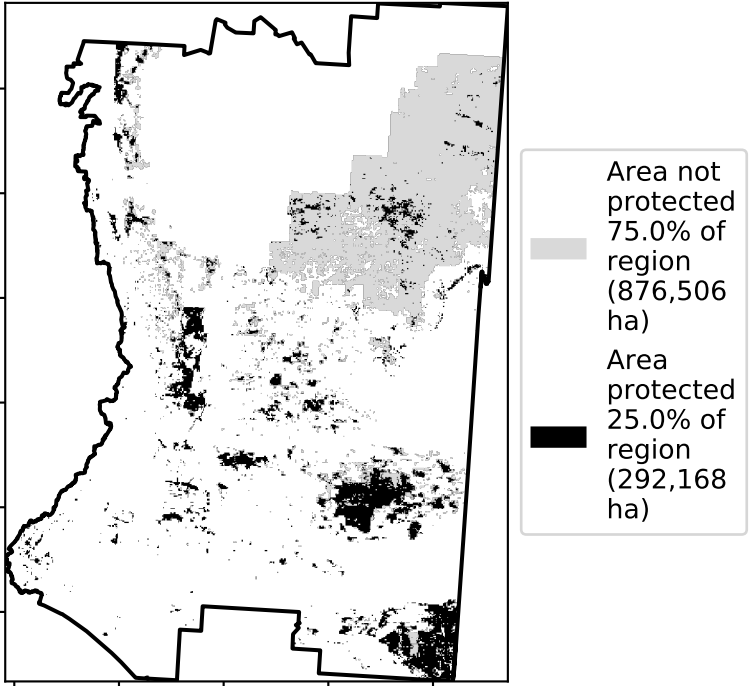 Area not
protected
75.0% of
region
(876,506
ha)
Area
protected
25.0% of
region
(292,168
ha)